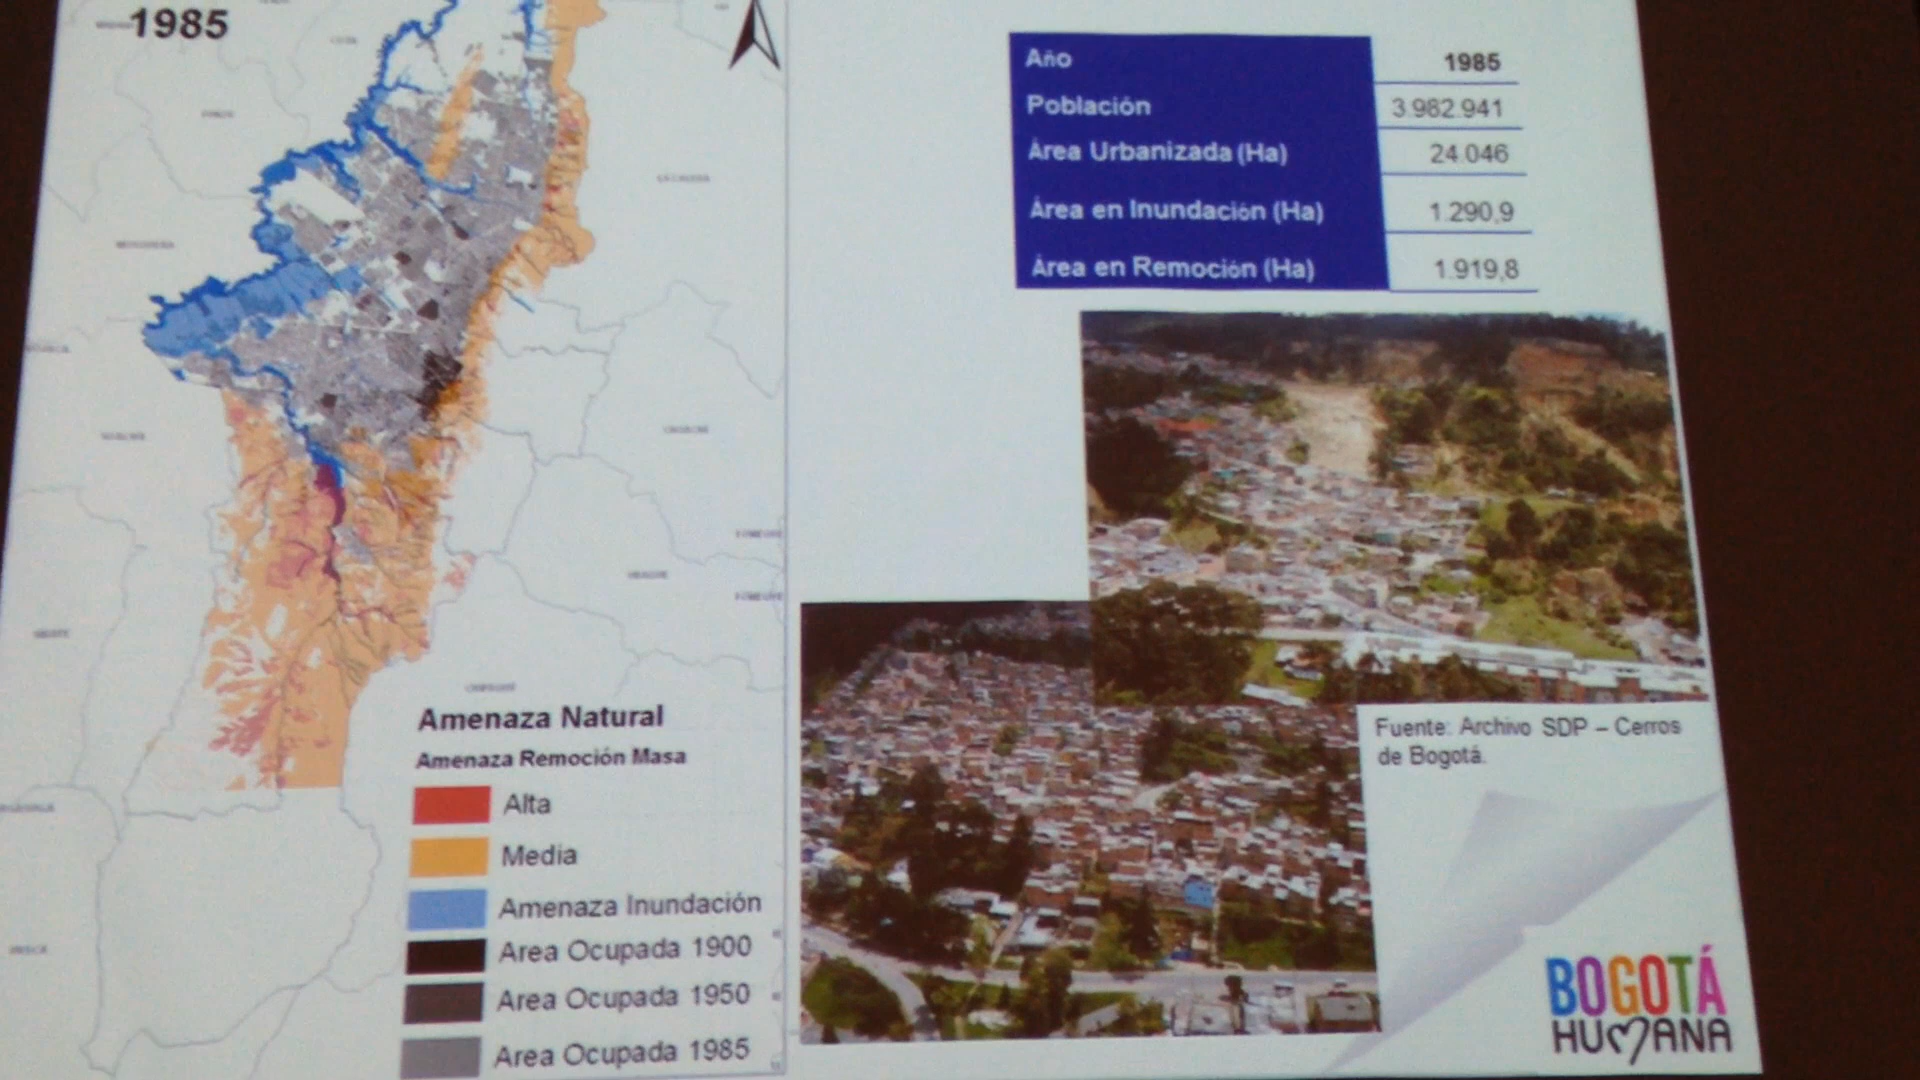 1985
Año 1985
Población 3.982.941
Área Urbanizada (Ha) 24.046
Área en Inundación (Ha) 1.290,9
Área en Remoción (Ha) 1.919,8
Amenaza Natural
Amenaza Remoción Masa
Alta
Media
Amenaza Inundación
Area Ocupada 1900
Area Ocupada 1950
Area Ocupada 1985
Fuente: Archivo SDP – Cerros
de Bogotá.
BOGOTÁ
HUMANA